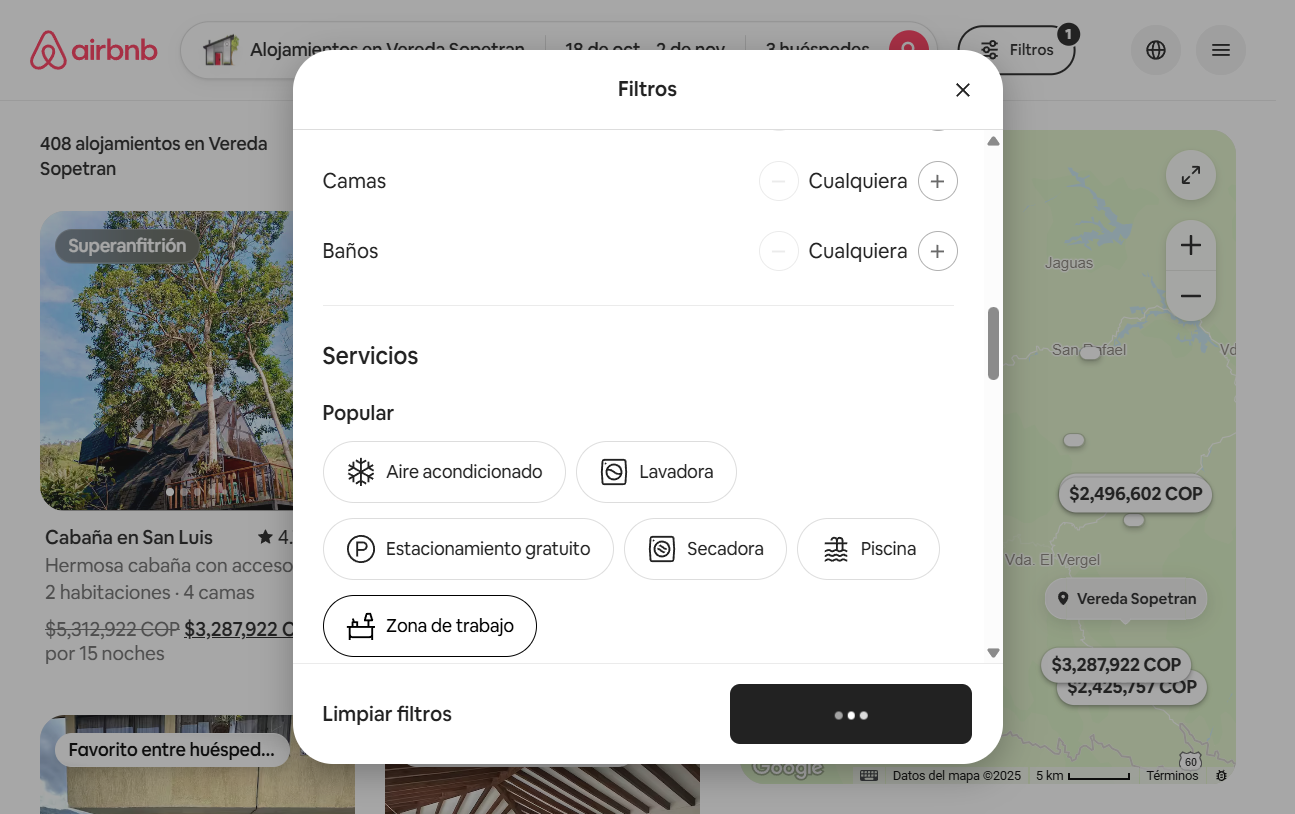 airbnb
Alojamientos en Vereda Sopetran
18 de oct - 2 de nov
3 huéspedes
Filtros
1
408 alojamientos en Vereda
Sopetran
Superanfitrión
Cabaña en San Luis
4.
Hermosa cabaña con acceso
2 habitaciones · 4 camas
$5,312,922 COP $3,287,922 C
por 15 noches
Favorito entre huésped...
Filtros
Camas
Cualquiera
Baños
Cualquiera
Servicios
Popular
Aire acondicionado
Lavadora
Estacionamiento gratuito
Secadora
Piscina
Zona de trabajo
Limpiar filtros
Jaguas
San Rafael
Vd
$2,496,602 COP
Vda. El Vergel
Vereda Sopetran
$3,287,922 COP
$2,425,757 COP
60
Google
Datos del mapa ©2025
5 km
Términos